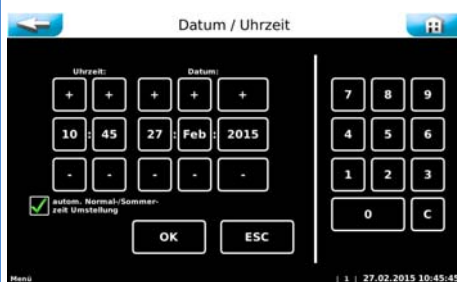 Datum / Uhrzeit
Uhrzeit: Datum:
+ + + + +
10 : 45 27 : Feb : 2015
- - - - -
autom. Normal-/Sommer-
zeit Umstellung
OK ESC
7 8 9
4 5 6
1 2 3
0 C
Menü | 1 | 27.02.2015 10:45:45